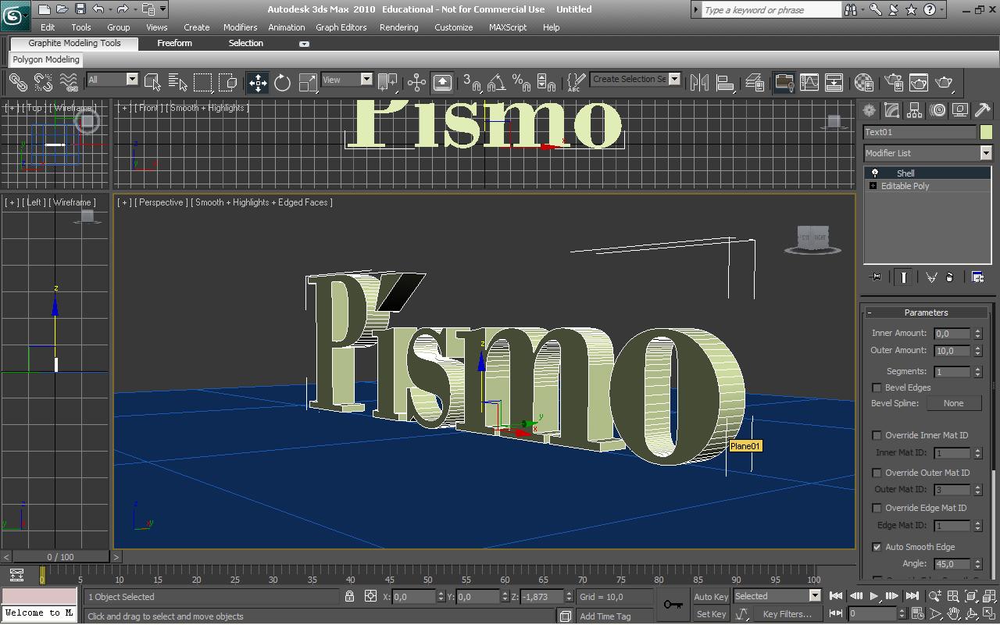 Autodesk 3ds Max 2010 Educational - Not for Commercial Use Untitled
Type a keyword or phrase
Edit Tools Group Views Create Modifiers Animation Graph Editors Rendering Customize MAXScript Help
Graphite Modeling Tools Freeform Selection
Polygon Modeling
All View 3 Create Selection Se
ABC
[ + ] [ Top ] [ Wireframe ]
[ + ] [ Front ] [ Smooth + Highlights ]
Pismo
z y x
z y x
Text01
Modifier List
Shell
Editable Poly
[ + ] [ Left ] [ Wireframe ]
[ + ] [ Perspective ] [ Smooth + Highlights + Edged Faces ]
RIGHT
z
Pismo
z y x
Plane01
z y x
z y
Parameters
Inner Amount: 0,0
Outer Amount: 10,0
Segments: 1
Bevel Edges
Bevel Spline: None
Override Inner Mat ID
Inner Mat ID: 1
Override Outer Mat ID
Outer Mat ID: 3
Override Edge Mat ID
Edge Mat ID: 1
Auto Smooth Edge
Angle: 45,0
< 0 / 100 >
0 5 10 15 20 25 30 35 40 45 50 55 60 65 70 75 80 85 90 95 100
1 Object Selected X: 0,0 Y: 0,0 Z: -1,873 Grid = 10,0 Auto Key Selected
Welcome to M
Click and drag to select and move objects Add Time Tag Set Key Key Filters... 0